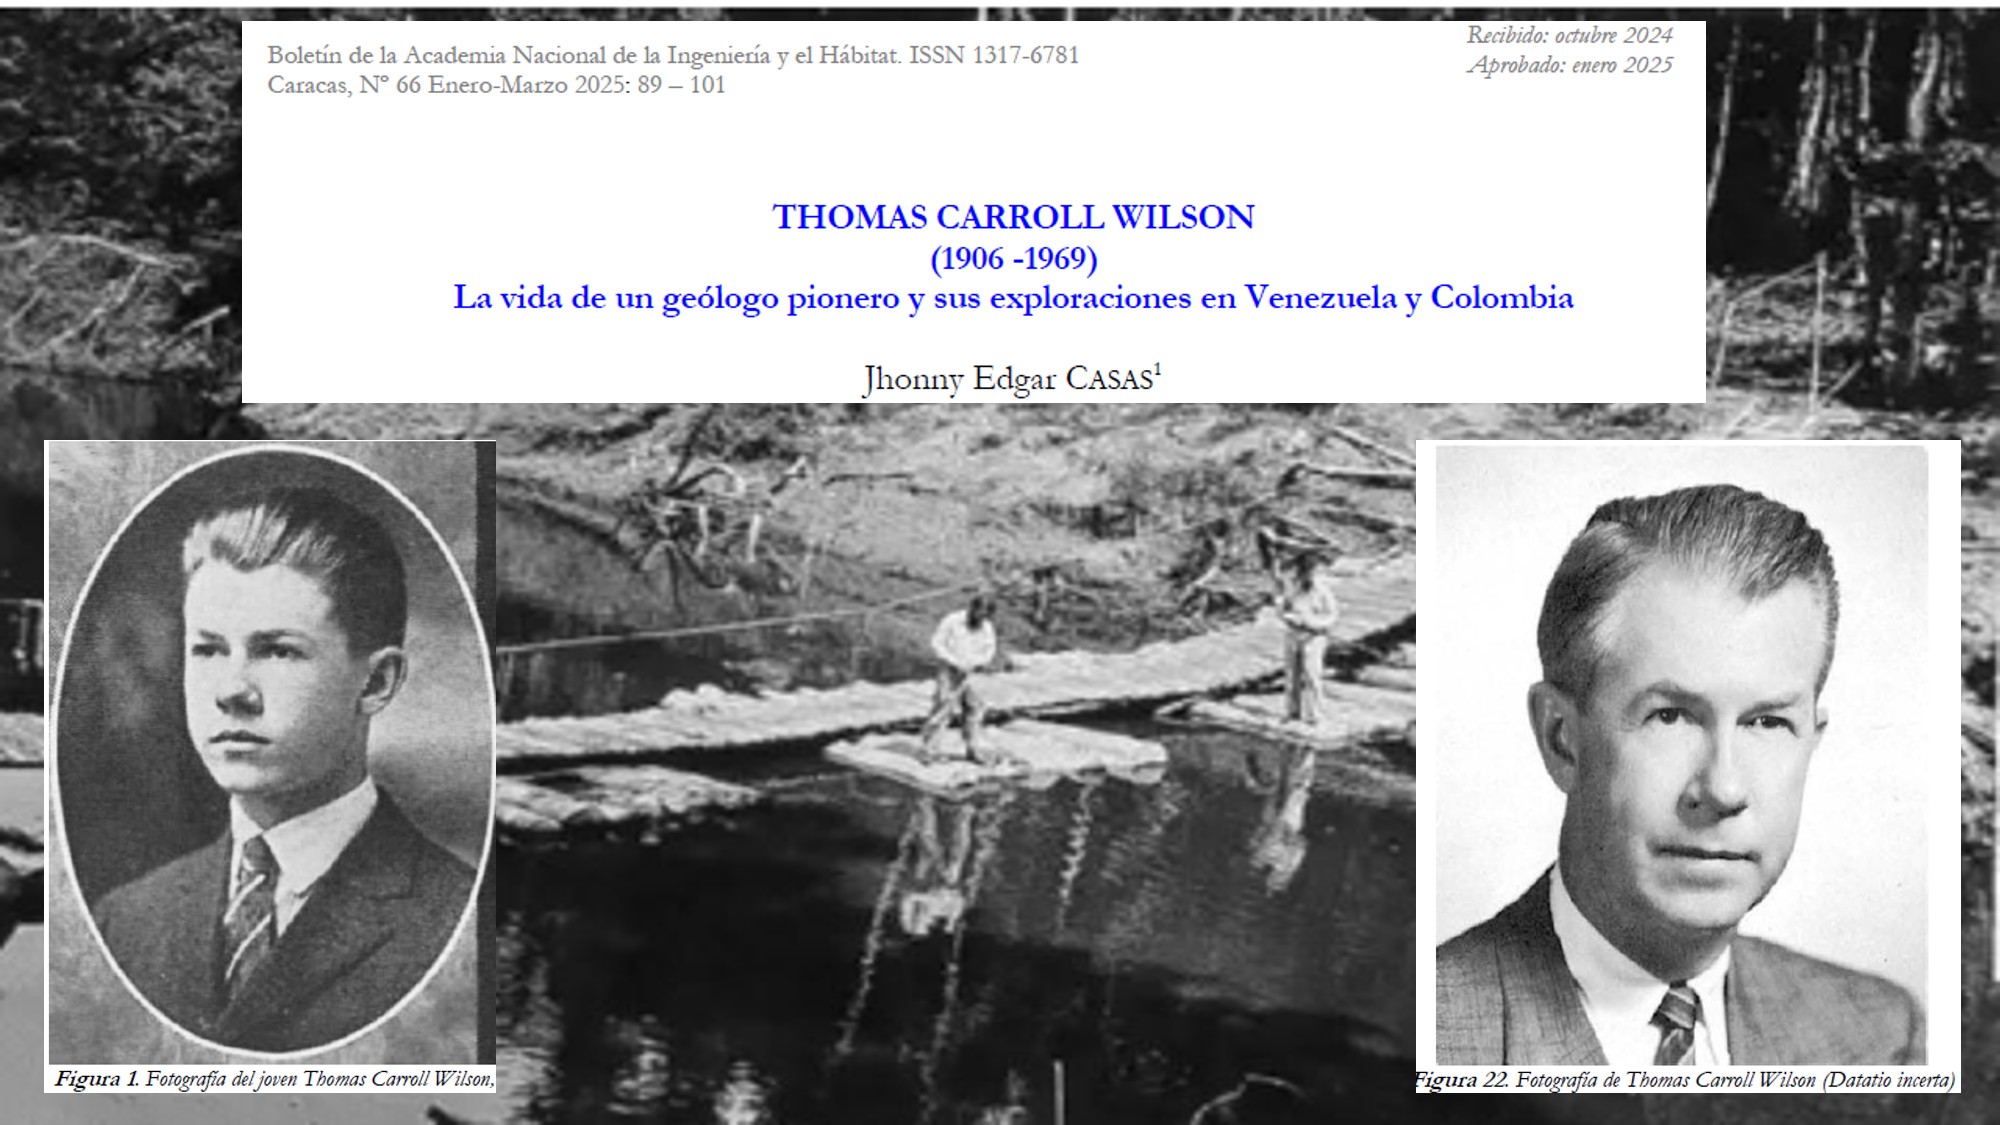 Boletín de la Academia Nacional de la Ingeniería y el Hábitat. ISSN 1317-6781
Caracas, Nº 66 Enero-Marzo 2025: 89 – 101
Recibido: octubre 2024
Aprobado: enero 2025
THOMAS CARROLL WILSON
(1906 -1969)
La vida de un geólogo pionero y sus exploraciones en Venezuela y Colombia
Jhonny Edgar CASAS¹
Figura 1. Fotografía del joven Thomas Carroll Wilson,
Figura 22. Fotografía de Thomas Carroll Wilson (Datatio incerta)